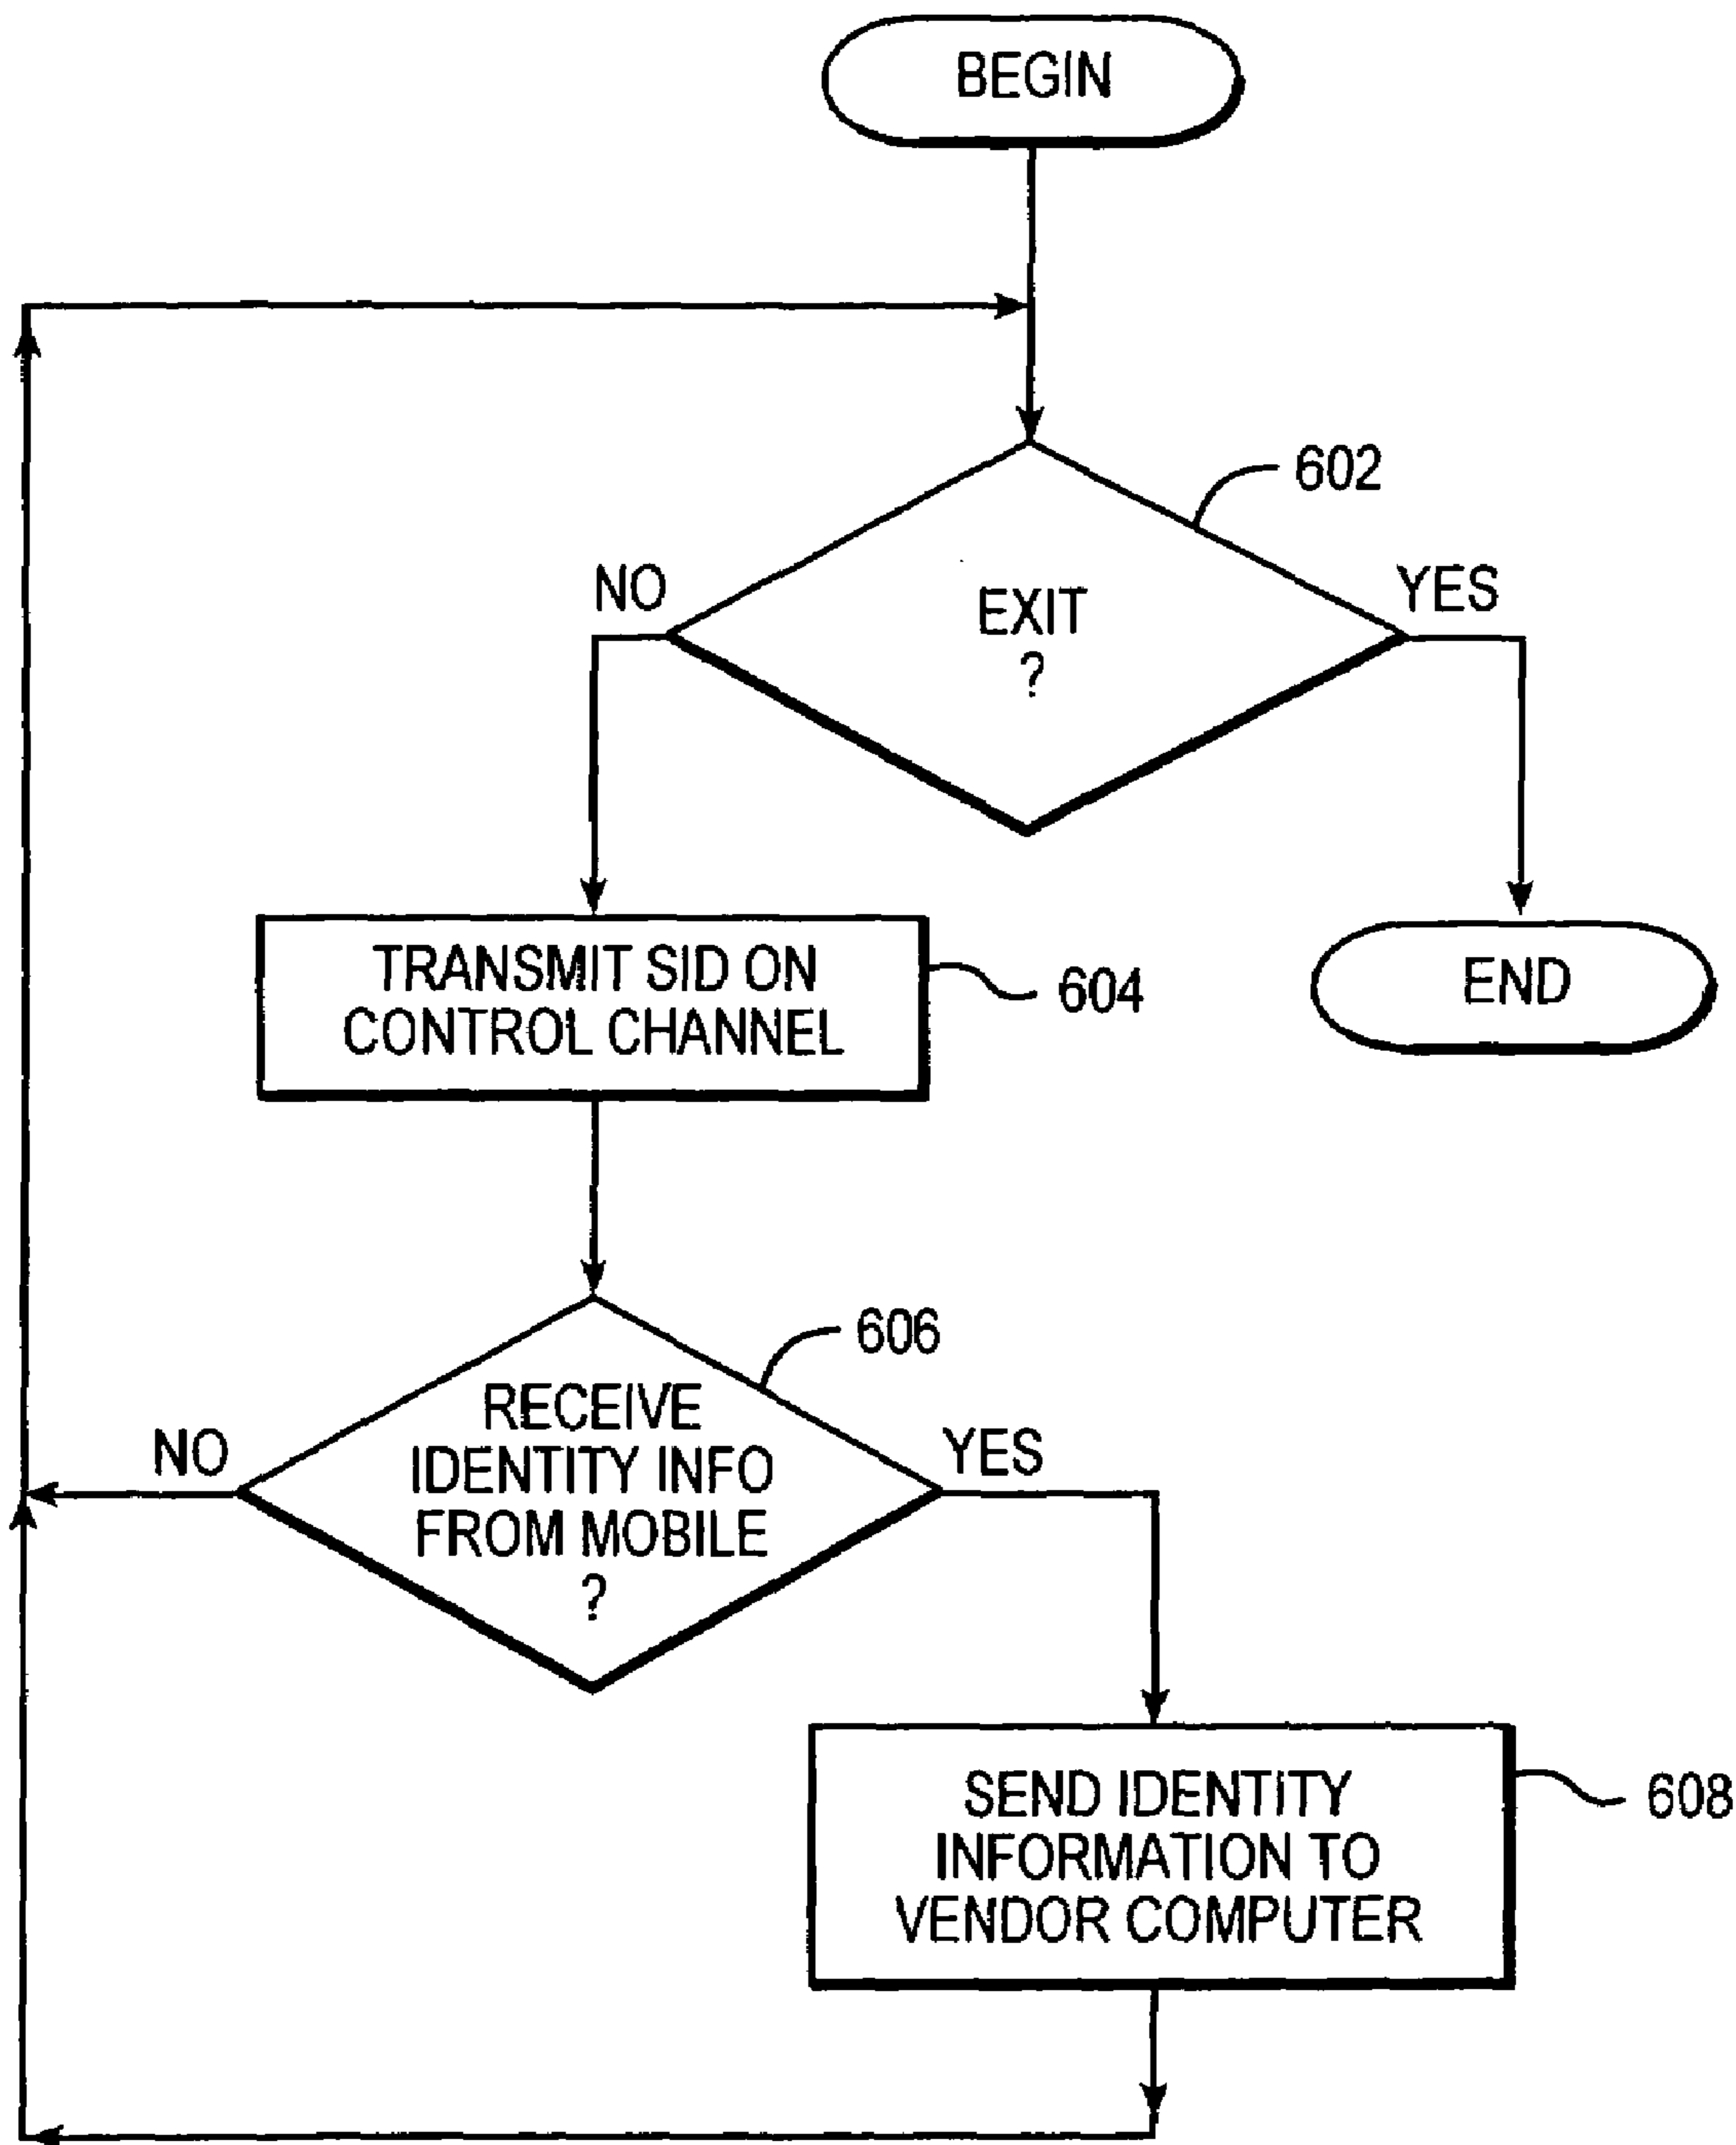 BEGIN
602
NO
YES
EXIT
?
TRANSMIT SID ON
CONTROL CHANNEL
604
END
606
RECEIVE
IDENTITY INFO
FROM MOBILE
?
NO
YES
SEND IDENTITY
INFORMATION TO
VENDOR COMPUTER
608